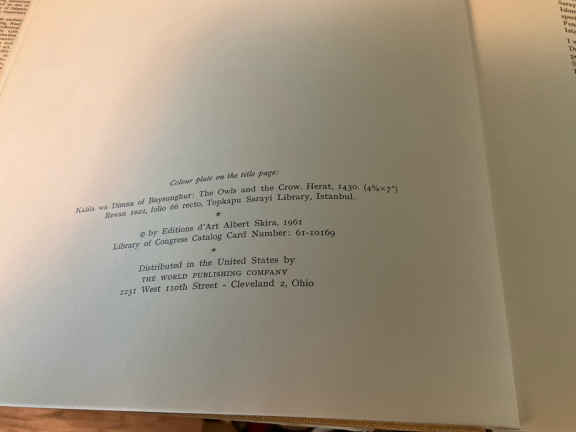 Colour plate on the title page:
Kalila wa Dimna of Baysunghur: The Owls and the Crow. Herat, 1430. (4⅝×7")
Revan 1022, folio 66 recto, Topkapu Sarayi Library, Istanbul.
*
© by Editions d'Art Albert Skira, 1961
Library of Congress Catalog Card Number: 61-10169
*
Distributed in the United States by
THE WORLD PUBLISHING COMPANY
2231 West 110th Street - Cleveland 2, Ohio